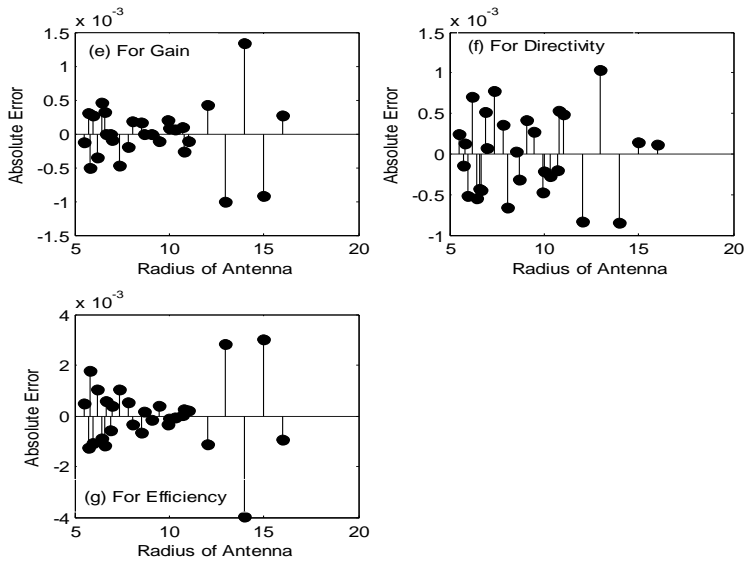 x 10-3
1.5
1
0.5
0
-0.5
-1
-1.5
5
10
15
20
Absolute Error
Radius of Antenna
(e) For Gain
x 10-3
1.5
1
0.5
0
-0.5
-1
5
10
15
20
Absolute Error
Radius of Antenna
(f) For Directivity
x 10-3
4
2
0
-2
-4
5
10
15
20
Absolute Error
Radius of Antenna
(g) For Efficiency